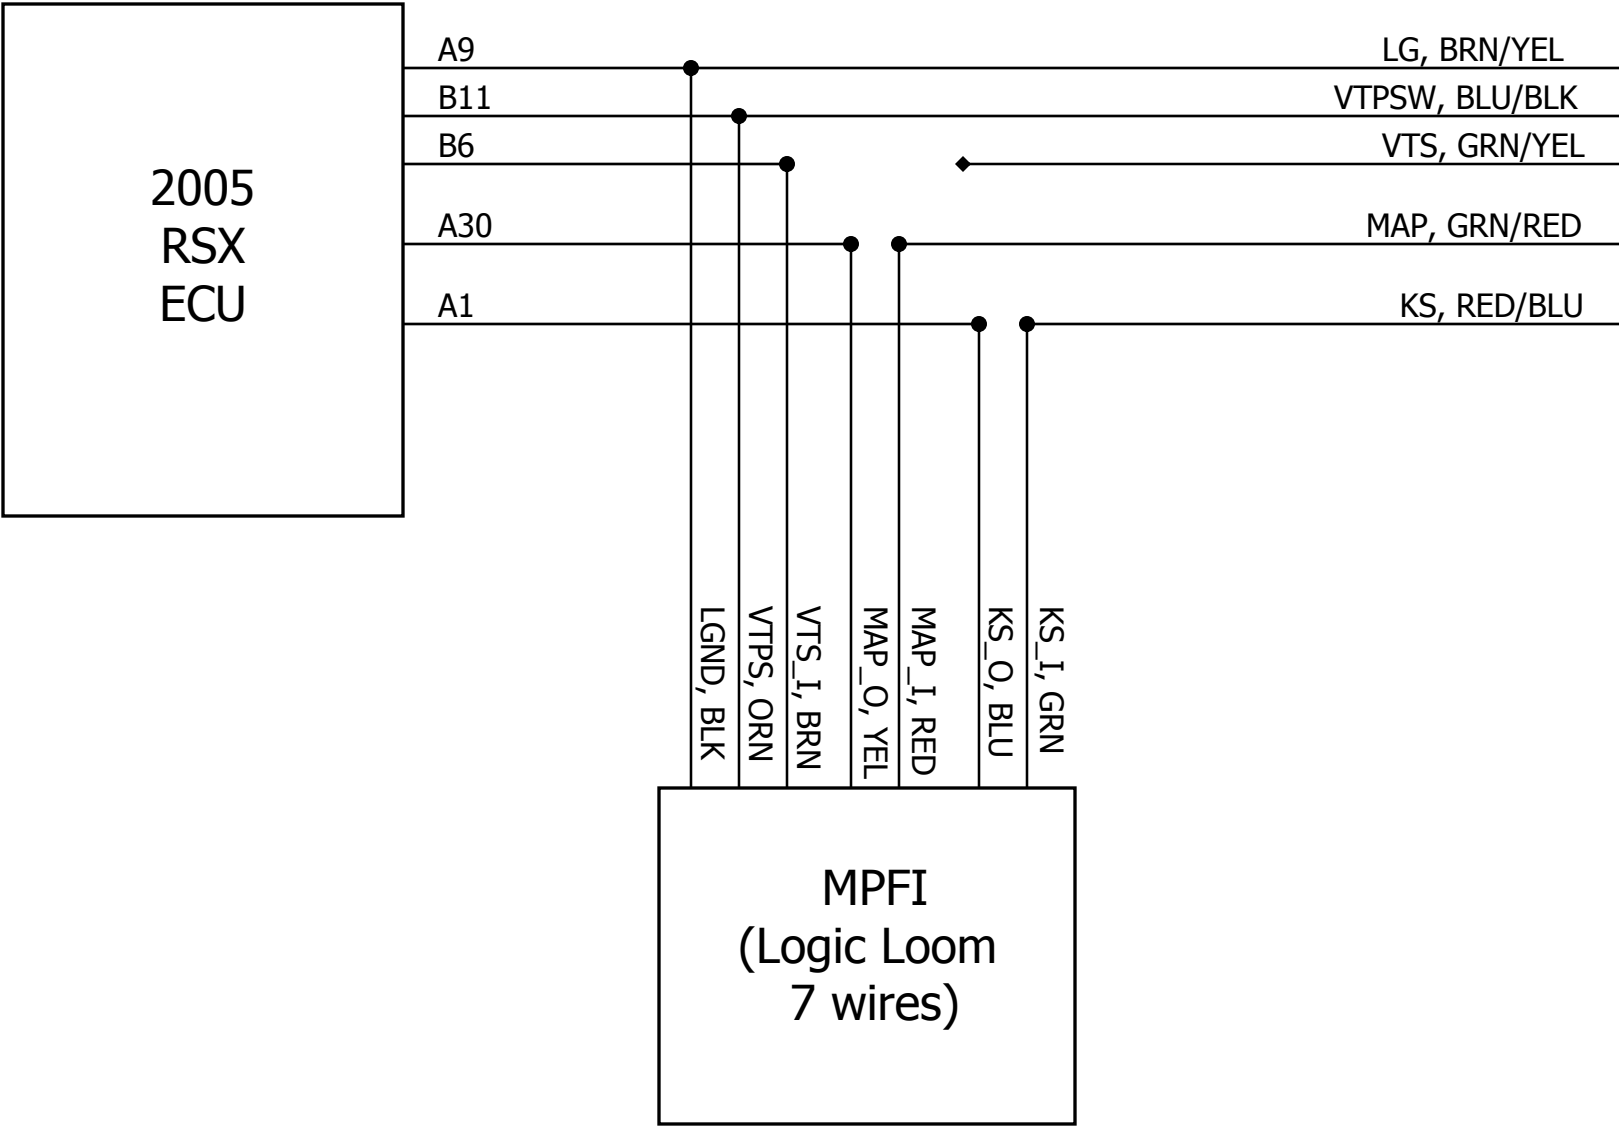 A9
LG, BRN/YEL
B11
VTPSW, BLU/BLK
B6
VTS, GRN/YEL
2005
RSX
ECU
A30
MAP, GRN/RED
A1
KS, RED/BLU
LGND, BLK
VTPS, ORN
VTS_I, BRN
MAP_O, YEL
MAP_I, RED
KS_O, BLU
KS_I, GRN
MPFI
(Logic Loom
7 wires)